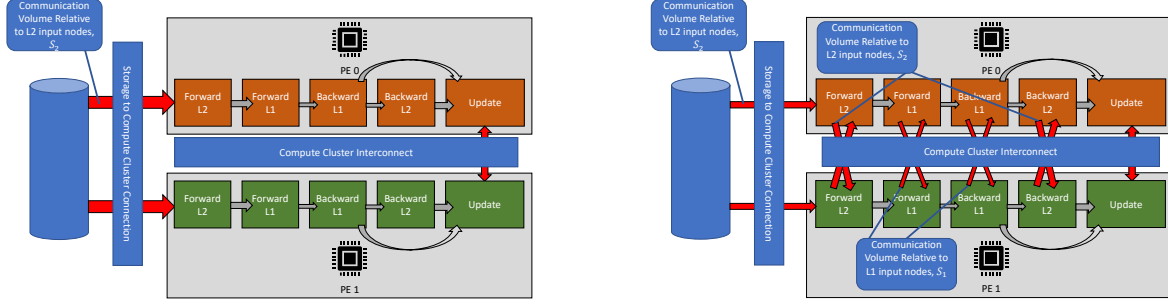 Communication
Volume Relative
to L2 input nodes,
S₂
Storage to Compute Cluster Connection
PE 0
Forward
L2
Forward
L1
Backward
L1
Backward
L2
Update
Compute Cluster Interconnect
Forward
L2
Forward
L1
Backward
L1
Backward
L2
Update
PE 1
Communication
Volume Relative
to L2 input nodes,
S₂
Storage to Compute Cluster Connection
Communication
Volume Relative to
L2 input nodes, S₂
PE 0
Forward
L2
Forward
L1
Backward
L1
Backward
L2
Update
Compute Cluster Interconnect
Forward
L2
Forward
L1
Backward
L1
Backward
L2
Update
Communication
Volume Relative to
L1 input nodes, S₁
PE 1